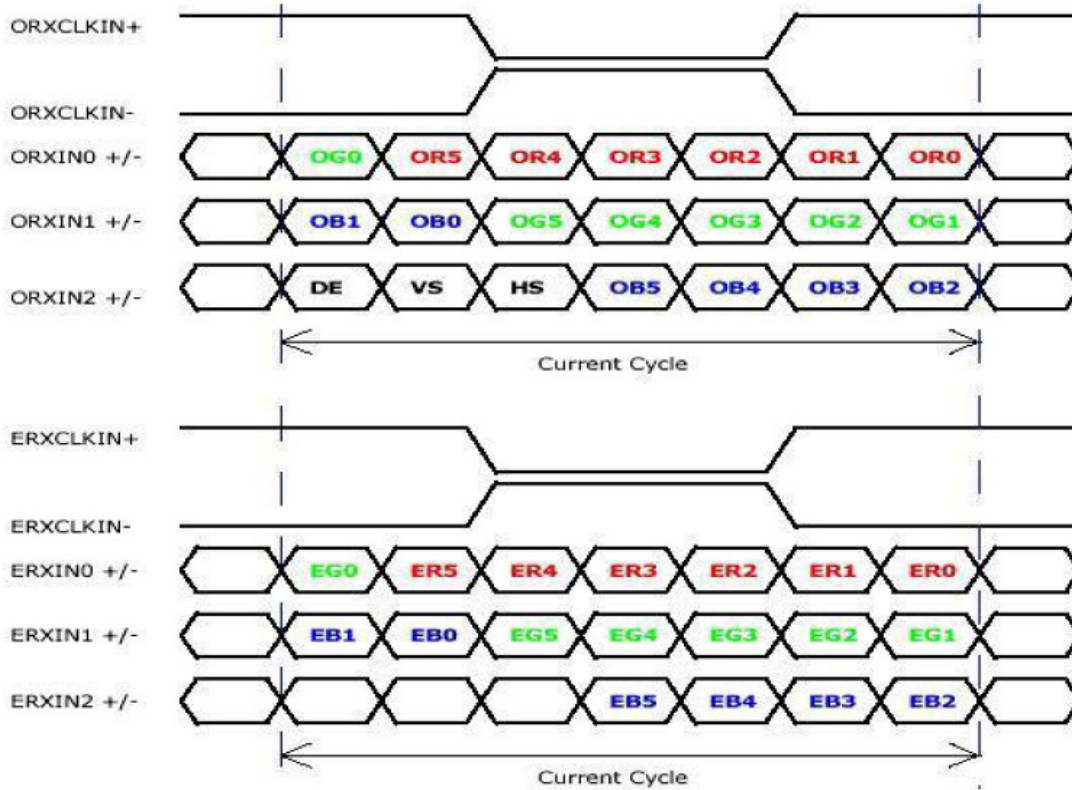 ORXCLKIN+
ORXCLKIN-
ORXIN0 +/- OG0 OR5 OR4 OR3 OR2 OR1 OR0
ORXIN1 +/- OB1 OB0 OG5 OG4 OG3 OG2 OG1
ORXIN2 +/- DE VS HS OB5 OB4 OB3 OB2
Current Cycle
ERXCLKIN+
ERXCLKIN-
ERXIN0 +/- EG0 ER5 ER4 ER3 ER2 ER1 ER0
ERXIN1 +/- EB1 EB0 EG5 EG4 EG3 EG2 EG1
ERXIN2 +/- EB5 EB4 EB3 EB2
Current Cycle